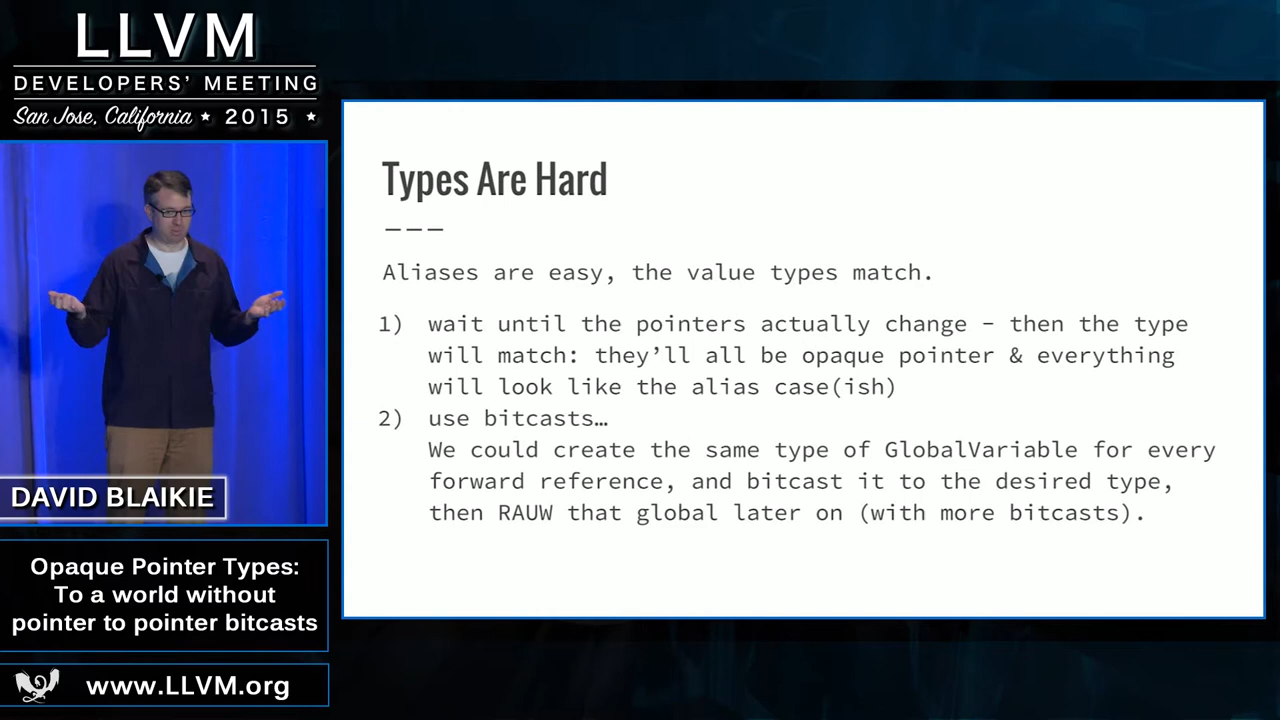 LLVM
DEVELOPERS' MEETING
San Jose, California ★ 2015 ★
DAVID BLAIKIE
Opaque Pointer Types:
To a world without
pointer to pointer bitcasts
www.LLVM.org
Types Are Hard
———
Aliases are easy, the value types match.
1) wait until the pointers actually change – then the type
will match: they’ll all be opaque pointer & everything
will look like the alias case(ish)
2) use bitcasts…
We could create the same type of GlobalVariable for every
forward reference, and bitcast it to the desired type,
then RAUW that global later on (with more bitcasts).